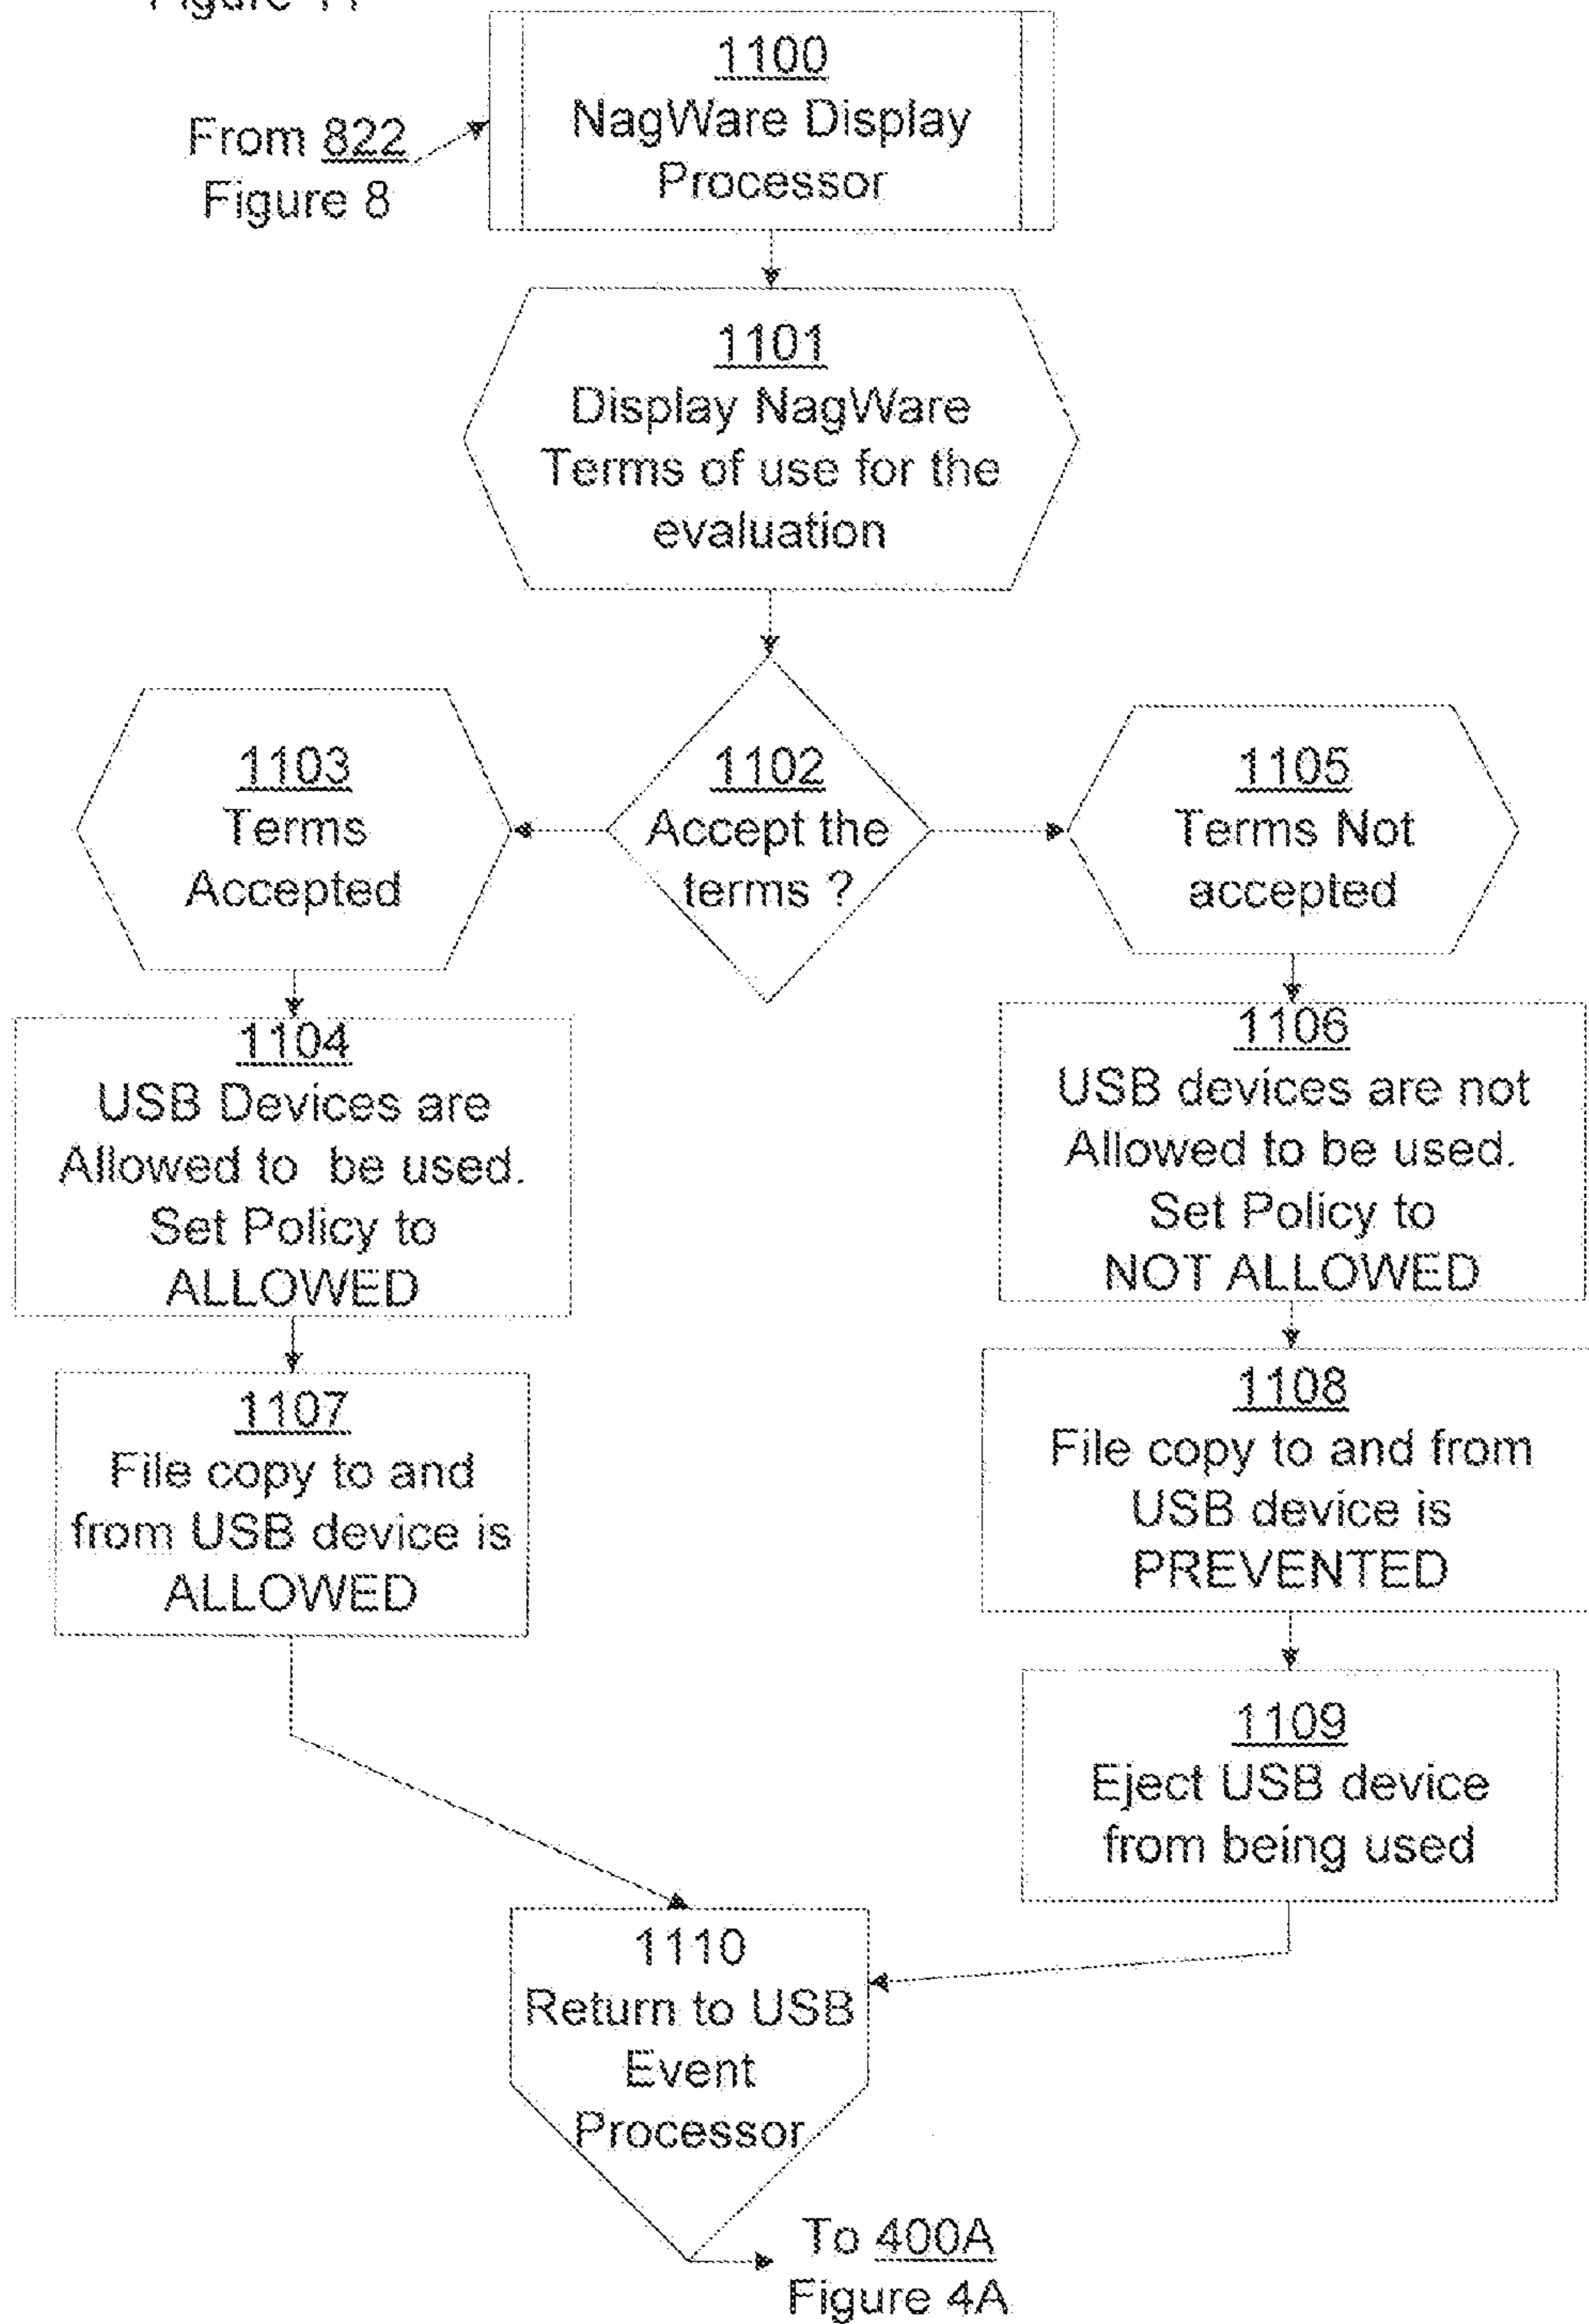 Figure 11
1100
NagWare Display
Processor
From 822
Figure 8
1101
Display NagWare
Terms of use for the
evaluation
1103
Terms
Accepted
1102
Accept the
terms ?
1105
Terms Not
accepted
1104
USB Devices are
Allowed to be used.
Set Policy to
ALLOWED
1106
USB devices are not
Allowed to be used.
Set Policy to
NOT ALLOWED
1107
File copy to and
from USB device is
ALLOWED
1108
File copy to and from
USB device is
PREVENTED
1109
Eject USB device
from being used
1110
Return to USB
Event
Processor
To 400A
Figure 4A